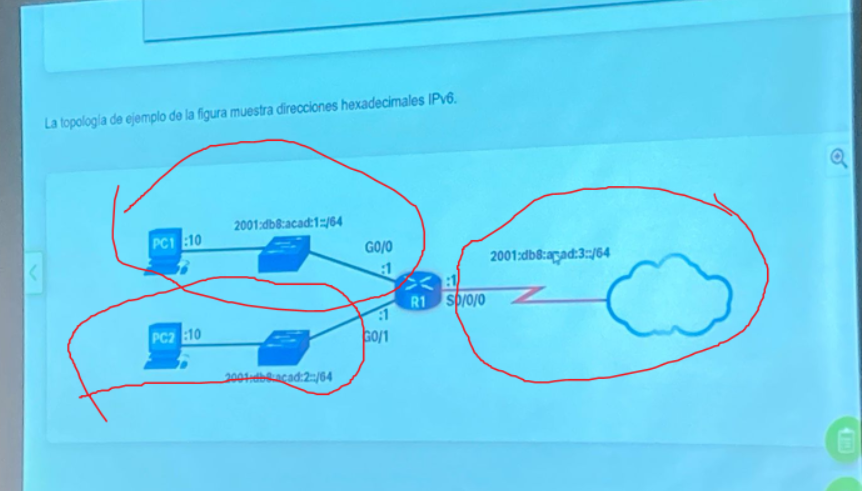 La topología de ejemplo de la figura muestra direcciones hexadecimales IPv6.
2001:db8:acad:1::/64
PC1 :10
G0/0
:1
2001:db8:acad:3::/64
:1
R1 S0/0/0
:1
PC2 :10
G0/1
2001:db8:acad:2::/64